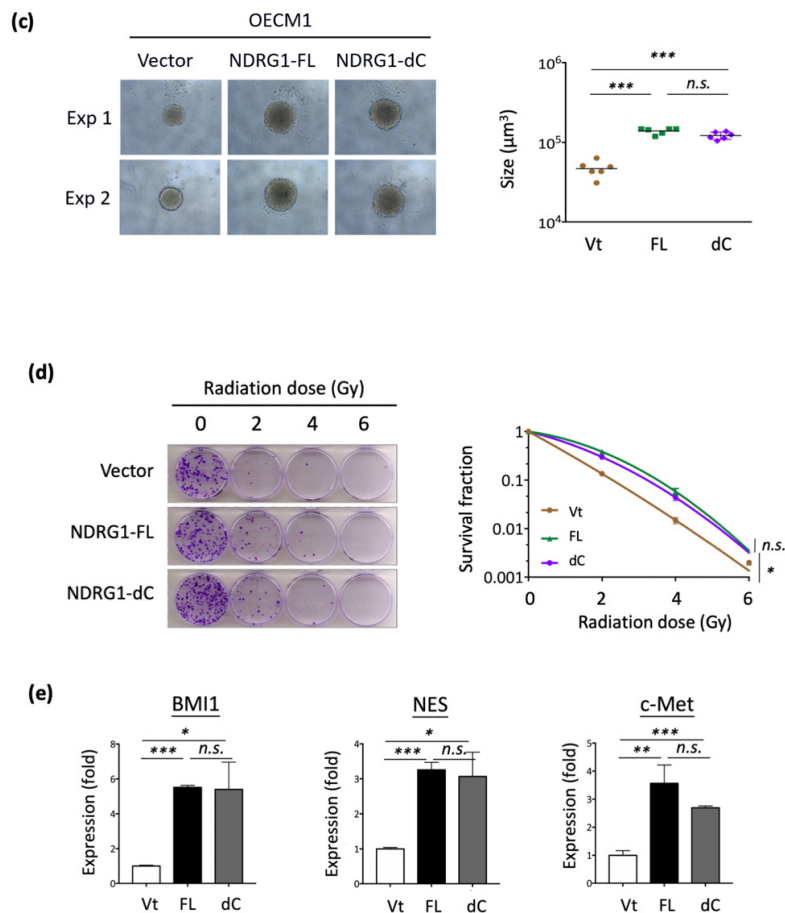 (c)
OECM1
Vector NDRG1-FL NDRG1-dC
Exp 1
Exp 2
Size (µm³)
10⁶
10⁵
10⁴
***
*** n.s.
Vt FL dC
(d)
Radiation dose (Gy)
0 2 4 6
Vector
NDRG1-FL
NDRG1-dC
Survival fraction
1
0.1
0.01
0.001
Vt
FL
dC
n.s.
*
0 2 4 6
Radiation dose (Gy)
(e)
BMI1
Expression (fold)
8
6
4
2
0
*
*** n.s.
Vt FL dC
NES
Expression (fold)
4
3
2
1
0
*
*** n.s.
Vt FL dC
c-Met
Expression (fold)
5
4
3
2
1
0
***
** n.s.
Vt FL dC